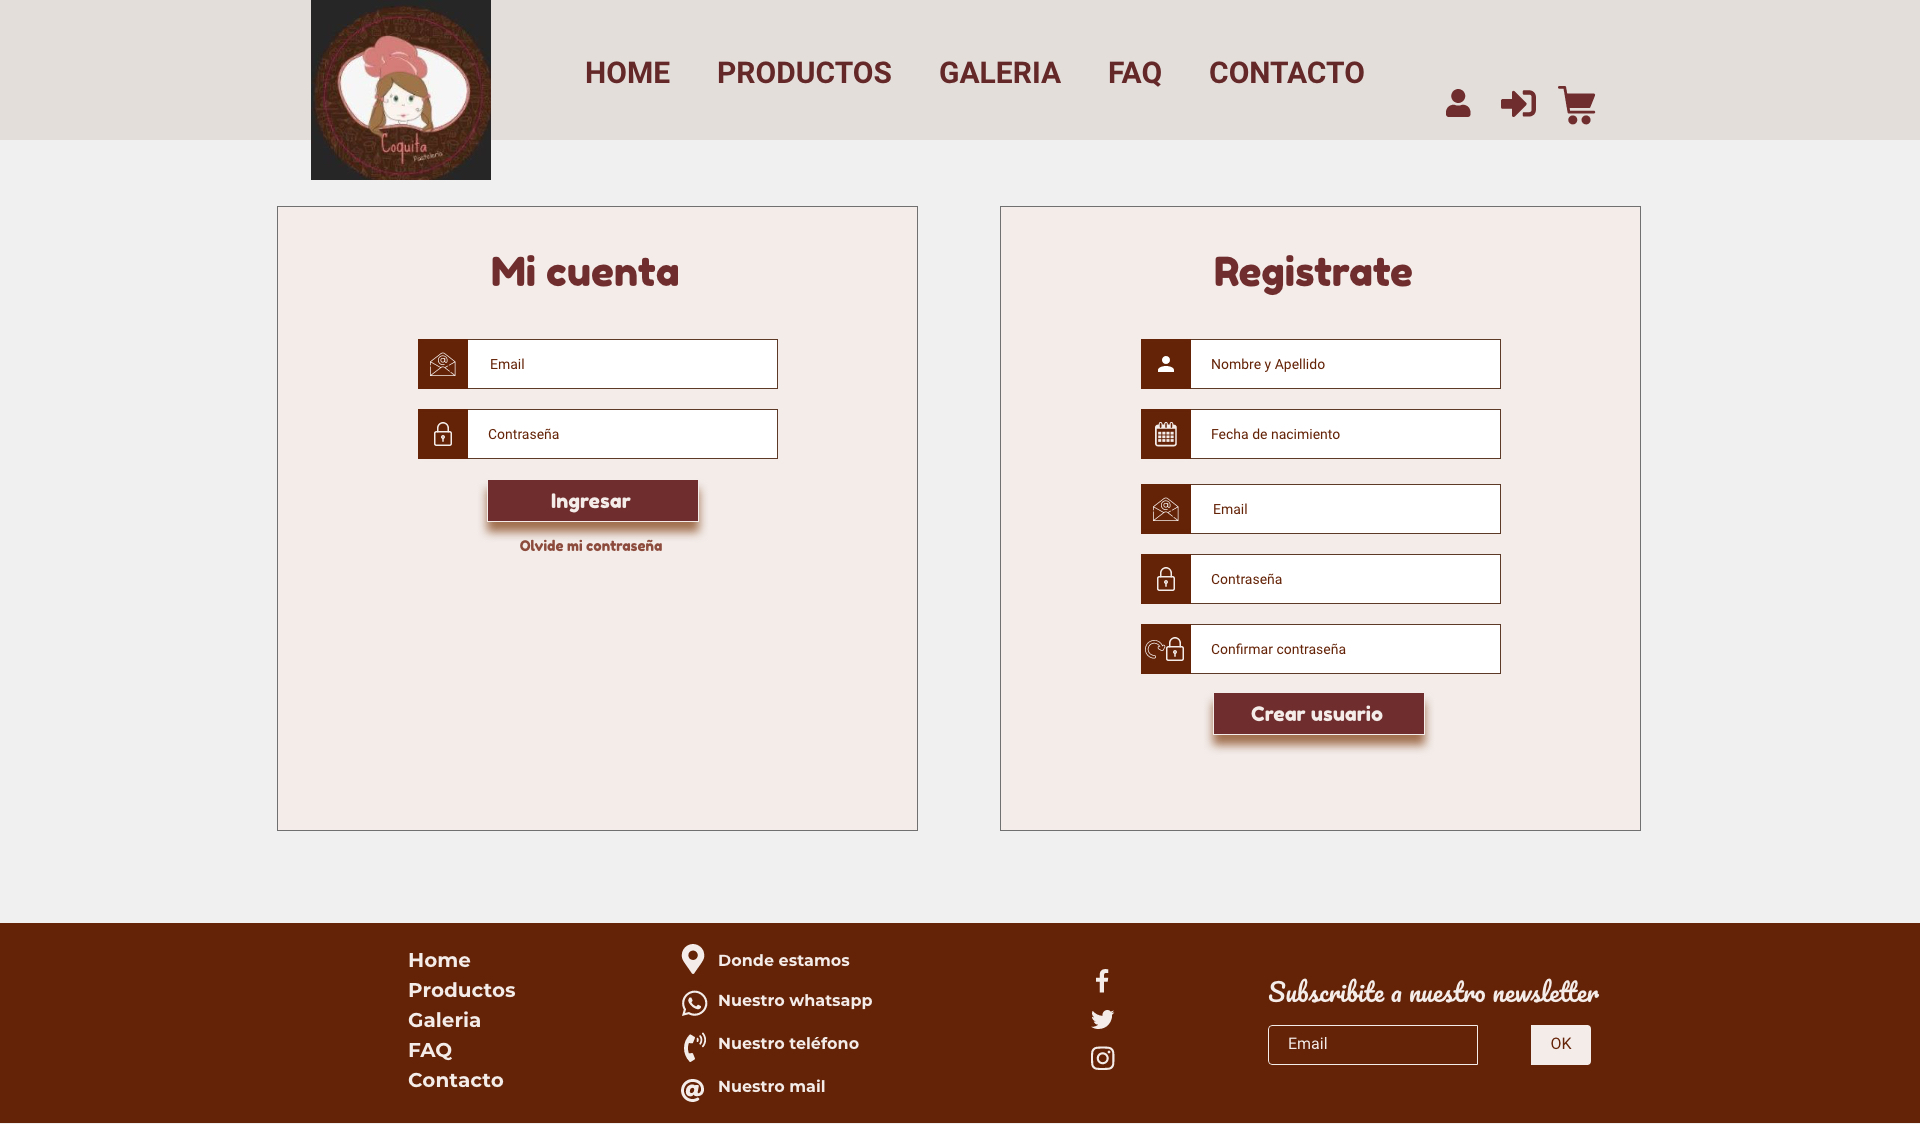 Coquita
Pastelería
HOME PRODUCTOS GALERIA FAQ CONTACTO
Mi cuenta
Email
Contraseña
Ingresar
Olvide mi contraseña
Registrate
Nombre y Apellido
Fecha de nacimiento
Email
Contraseña
Confirmar contraseña
Crear usuario
Home
Productos
Galeria
FAQ
Contacto
Donde estamos
Nuestro whatsapp
Nuestro teléfono
Nuestro mail
Subscribite a nuestro newsletter
Email OK